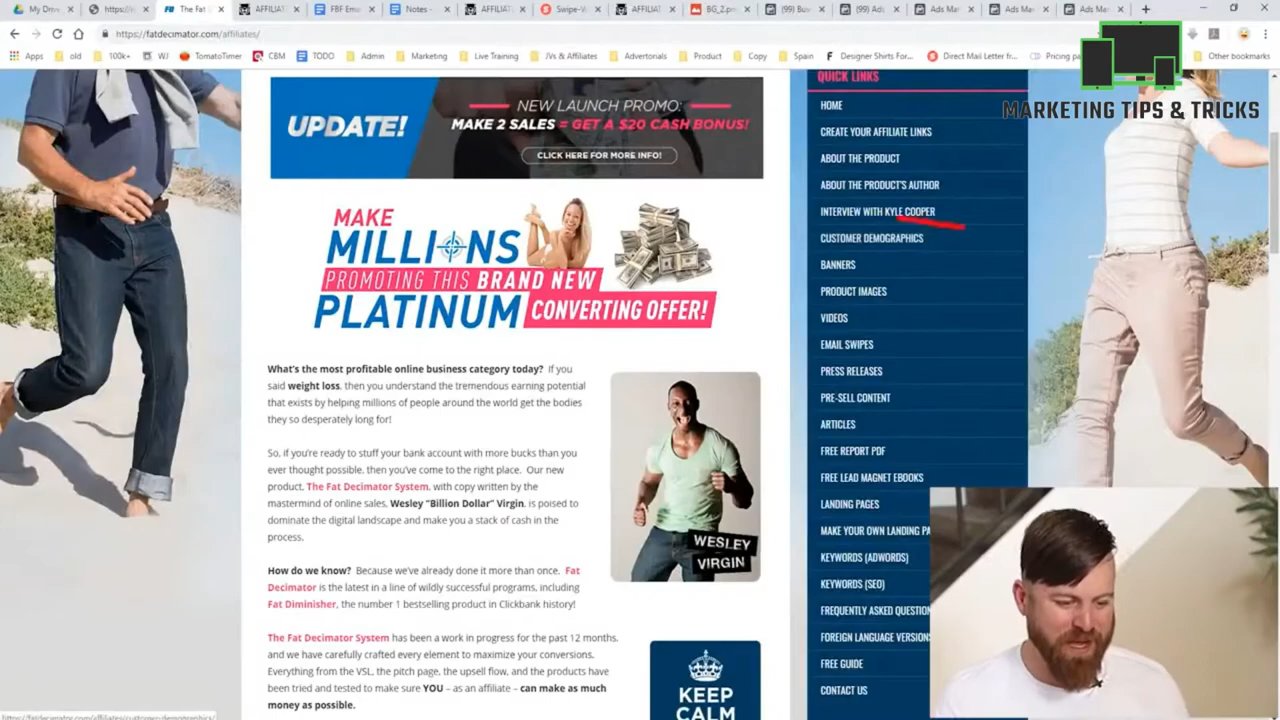 My Driv
https://
The Fat
AFFILIAT
FBF Ema
Notes -
AFFILIAT
Swipe-V
AFFILIAT
BG_2.pn
(99) Bus
(99) Ads
Ads Ma
Ads Ma
Ads Ma
https://fatdecimator.com/affiliates/
Apps
old
100k+
WJ
TomatoTimer
CBM
TODO
Admin
Marketing
Live Training
JVs & Affiliates
Advertorials
Product
Copy
Spain
Designer Shirts For...
Direct Mail Letter fr...
Pricing pa
Other bookmarks
MARKETING TIPS & TRICKS
UPDATE!
NEW LAUNCH PROMO:
MAKE 2 SALES = GET A $20 CASH BONUS!
CLICK HERE FOR MORE INFO!
MAKE
MILLIONS
PROMOTING THIS BRAND NEW
PLATINUM CONVERTING OFFER!
What's the most profitable online business category today? If you
said weight loss, then you understand the tremendous earning potential
that exists by helping millions of people around the world get the bodies
they so desperately long for!
So, if you're ready to stuff your bank account with more bucks than you
ever thought possible, then you've come to the right place. Our new
product, The Fat Decimator System, with copy written by the
mastermind of online sales, Wesley "Billion Dollar" Virgin, is poised to
dominate the digital landscape and make you a stack of cash in the
process.
How do we know? Because we've already done it more than once. Fat
Decimator is the latest in a line of wildly successful programs, including
Fat Diminisher, the number 1 bestselling product in Clickbank history!
The Fat Decimator System has been a work in progress for the past 12 months,
and we have carefully crafted every element to maximize your conversions.
Everything from the VSL, the pitch page, the upsell flow, and the products have
been tried and tested to make sure YOU – as an affiliate – can make as much
money as possible.
WESLEY
VIRGIN
KEEP
CALM
QUICK LINKS
HOME
CREATE YOUR AFFILIATE LINKS
ABOUT THE PRODUCT
ABOUT THE PRODUCT'S AUTHOR
INTERVIEW WITH KYLE COOPER
CUSTOMER DEMOGRAPHICS
BANNERS
PRODUCT IMAGES
VIDEOS
EMAIL SWIPES
PRESS RELEASES
PRE-SELL CONTENT
ARTICLES
FREE REPORT PDF
FREE LEAD MAGNET EBOOKS
LANDING PAGES
MAKE YOUR OWN LANDING PA
KEYWORDS (ADWORDS)
KEYWORDS (SEO)
FREQUENTLY ASKED QUESTION
FOREIGN LANGUAGE VERSIONS
FREE GUIDE
CONTACT US
https://fatdecimator.com/affiliates/customer-demographics/